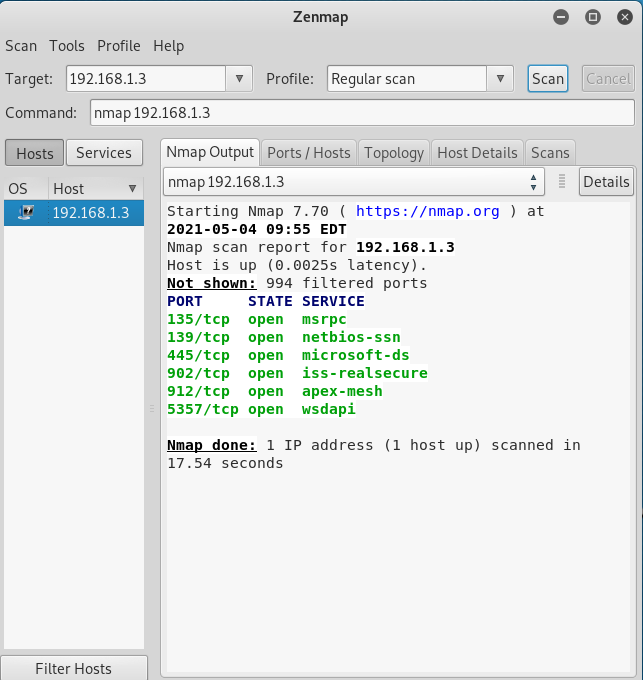 Zenmap
Scan Tools Profile Help
Target: 192.168.1.3 Profile: Regular scan Scan Cancel
Command: nmap 192.168.1.3
Hosts Services
OS Host
192.168.1.3
Filter Hosts
Nmap Output Ports / Hosts Topology Host Details Scans
nmap 192.168.1.3 Details
Starting Nmap 7.70 ( https://nmap.org ) at
2021-05-04 09:55 EDT
Nmap scan report for 192.168.1.3
Host is up (0.0025s latency).
Not shown: 994 filtered ports
PORT STATE SERVICE
135/tcp open msrpc
139/tcp open netbios-ssn
445/tcp open microsoft-ds
902/tcp open iss-realsecure
912/tcp open apex-mesh
5357/tcp open wsdapi
Nmap done: 1 IP address (1 host up) scanned in
17.54 seconds